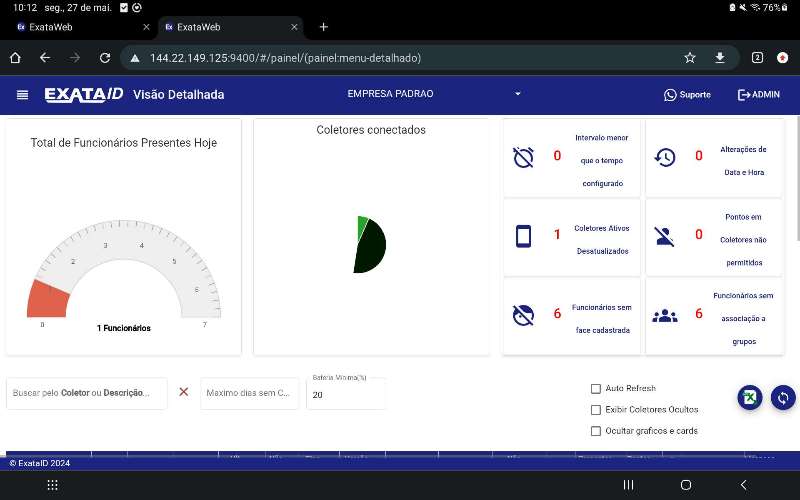 10:12 seg., 27 de mai.
76%
ExataWeb
ExataWeb
144.22.149.125:9400/#/painel/(painel:menu-detalhado)
2
EXATAID
Visão Detalhada
EMPRESA PADRAO
Suporte
ADMIN
Total de Funcionários Presentes Hoje
0
1
2
3
4
5
6
7
1 Funcionários
Coletores conectados
0
Intervalo menor
que o tempo
configurado
0
Alterações de
Data e Hora
1
Coletores Ativos
Desatualizados
0
Pontos em
Coletores não
permitidos
6
Funcionários sem
face cadastrada
6
Funcionários sem
associação a
grupos
Buscar pelo Coletor ou Descrição...
Maximo dias sem C...
Bateria Mínima(%)
20
Auto Refresh
Exibir Coletores Ocultos
Ocultar graficos e cards
© ExataID 2024